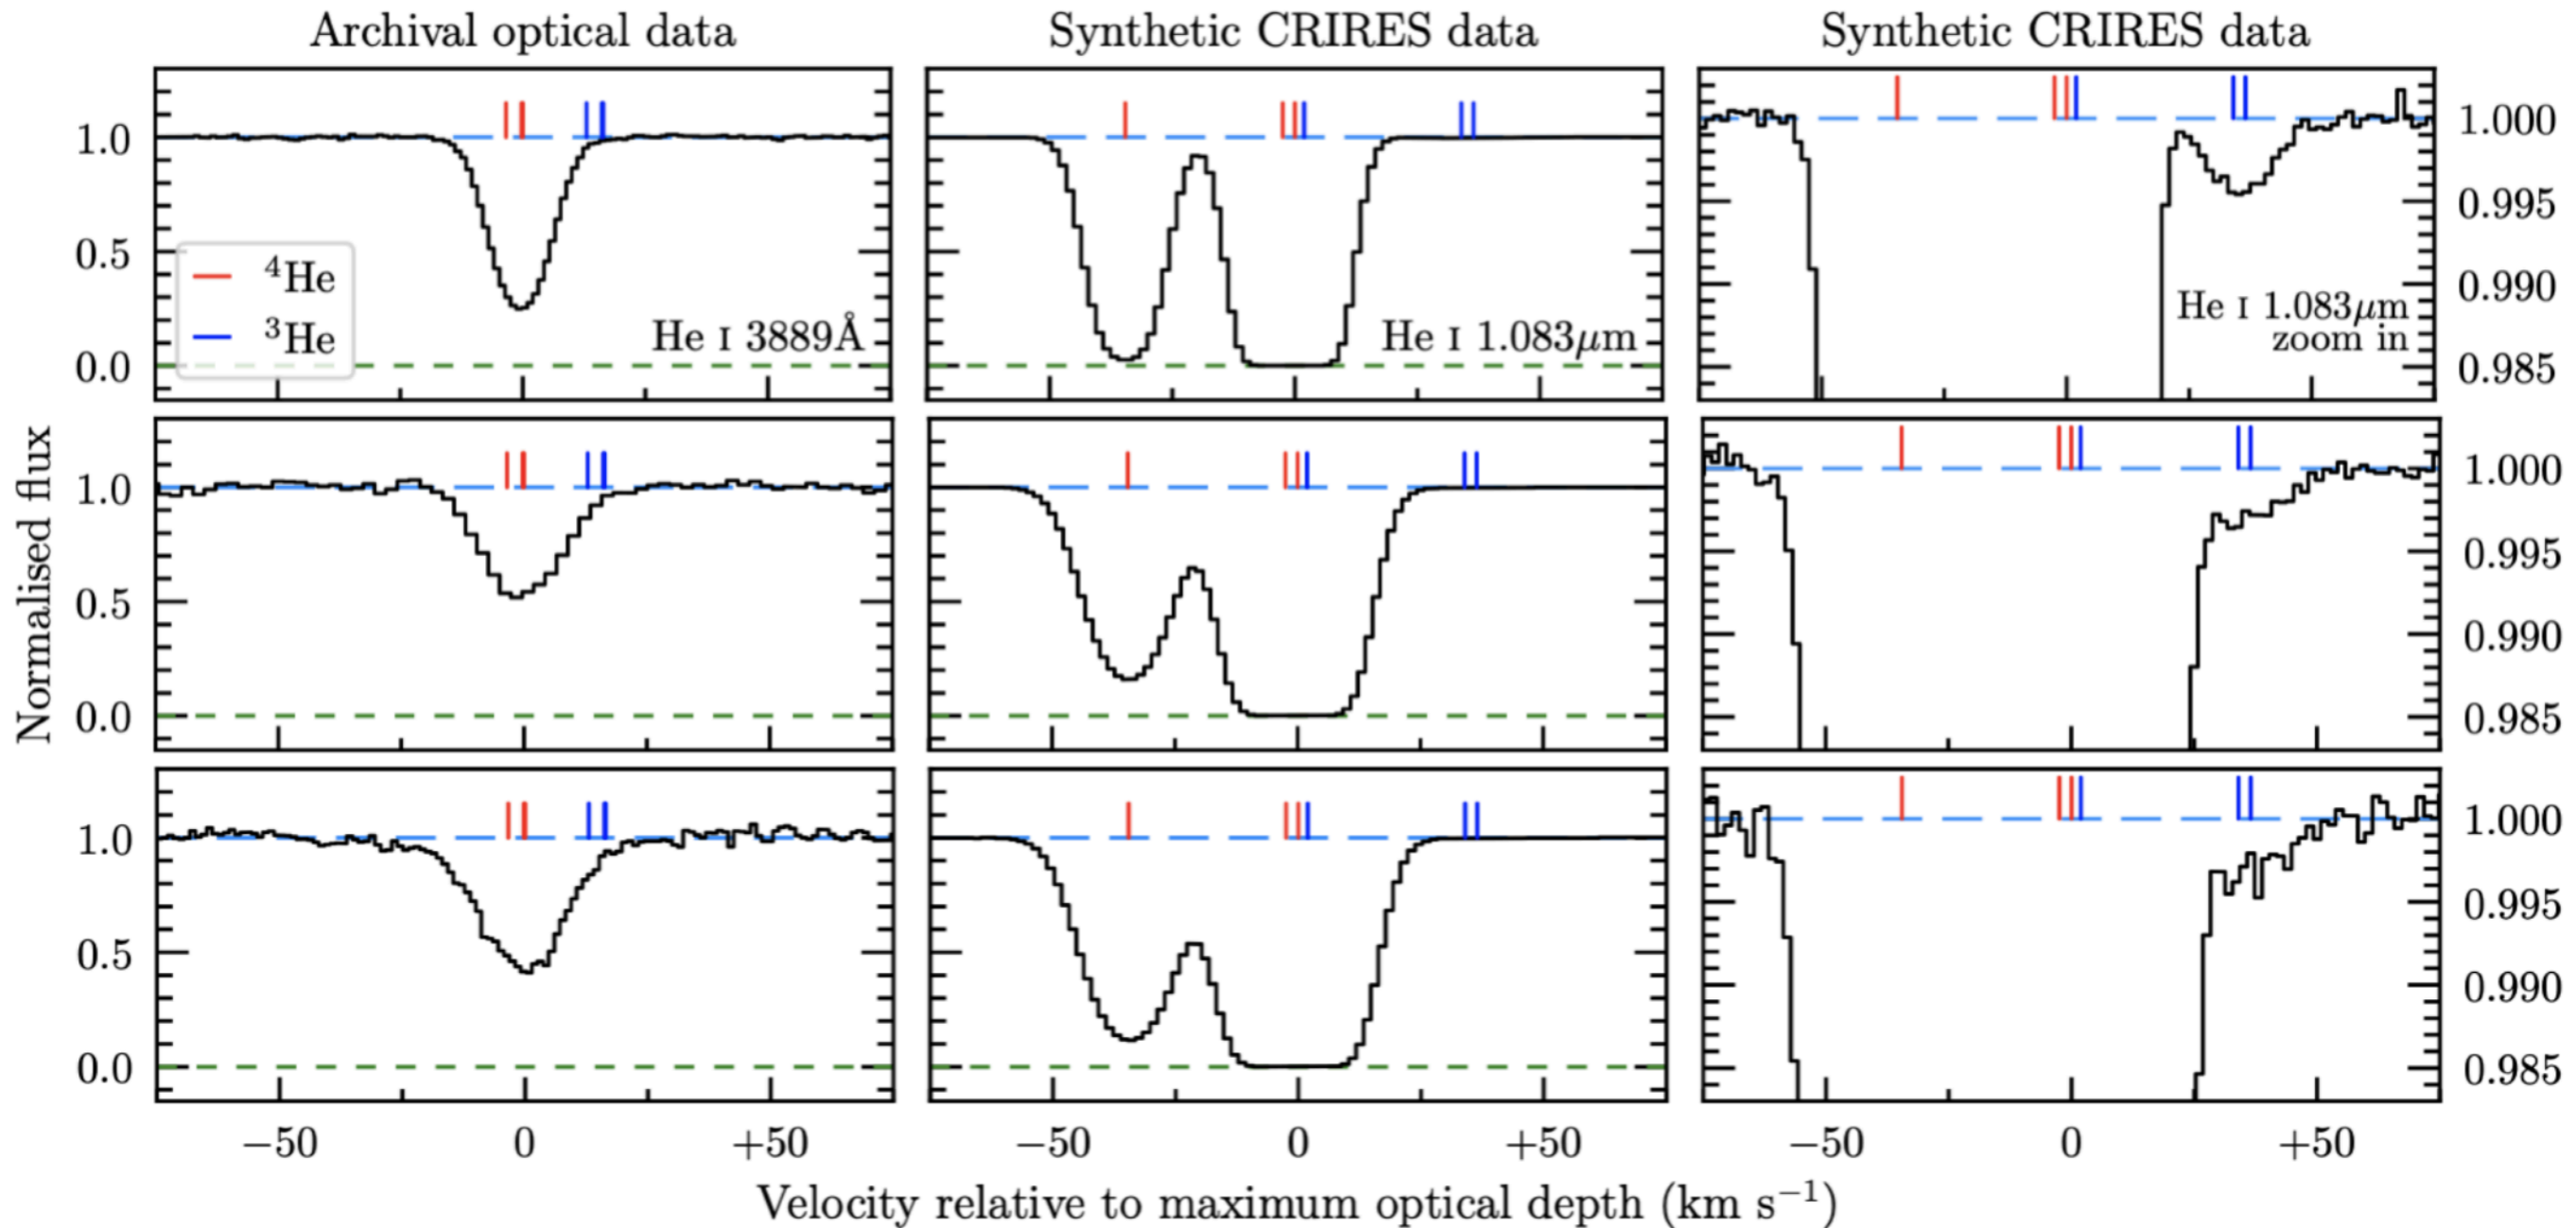 Archival optical data
Synthetic CRIRES data
Synthetic CRIRES data
1.0
0.5
0.0
⁴He
³He
He ɪ 3889Å
He ɪ 1.083μm
He ɪ 1.083μm
zoom in
1.000
0.995
0.990
0.985
Normalised flux
1.0
0.5
0.0
1.000
0.995
0.990
0.985
1.0
0.5
0.0
1.000
0.995
0.990
0.985
−50 0 +50
−50 0 +50
−50 0 +50
Velocity relative to maximum optical depth (km s⁻¹)